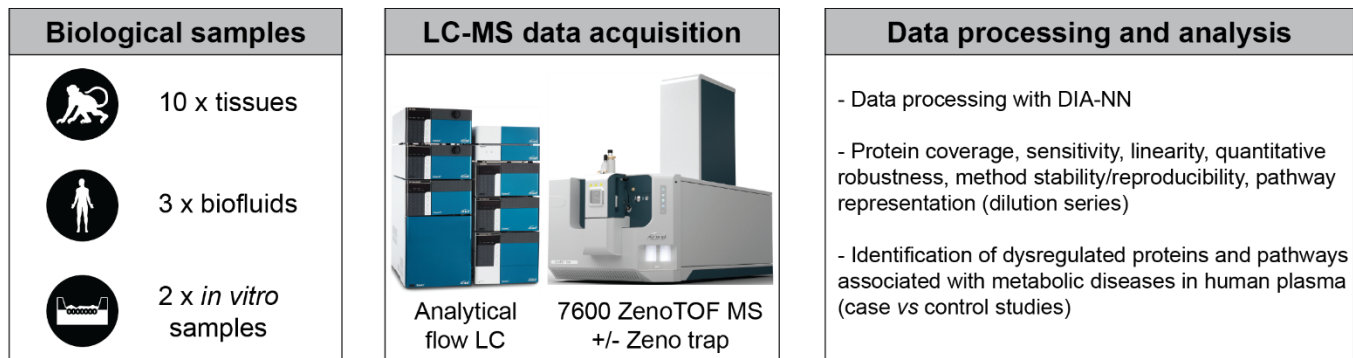 Biological samples
10 x tissues
3 x biofluids
2 x in vitro
samples
LC-MS data acquisition
Analytical
flow LC
7600 ZenoTOF MS
+/- Zeno trap
Data processing and analysis
- Data processing with DIA-NN
- Protein coverage, sensitivity, linearity, quantitative
robustness, method stability/reproducibility, pathway
representation (dilution series)
- Identification of dysregulated proteins and pathways
associated with metabolic diseases in human plasma
(case vs control studies)